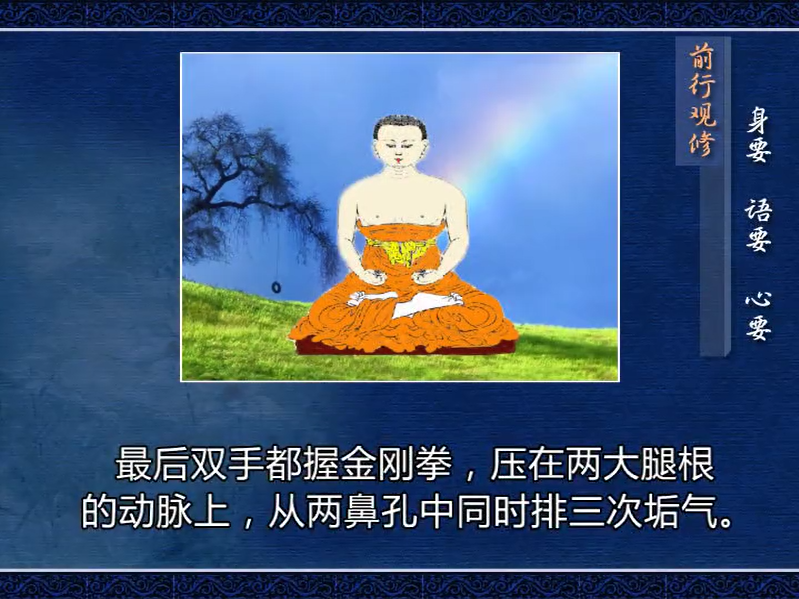 前行观修
身要 语要 心要
最后双手都握金刚拳，压在两大腿根
的动脉上，从两鼻孔中同时排三次垢气。